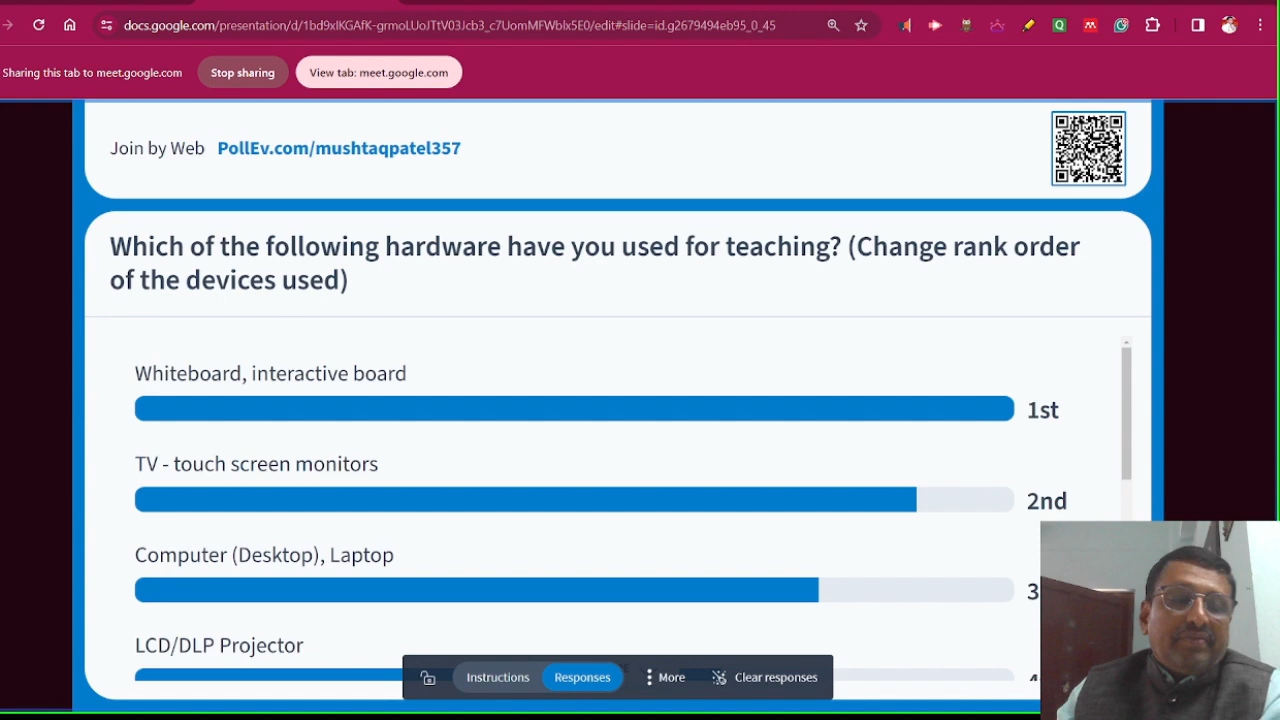 docs.google.com/presentation/d/1bd9xlKGAfK-grmoLUoJTtV03Jcb3_c7UomMFWblx5E0/edit#slide=id.g2679494eb95_0_45
Sharing this tab to meet.google.com
Stop sharing
View tab: meet.google.com
Join by Web PollEv.com/mushtaqpatel357
Which of the following hardware have you used for teaching? (Change rank order
of the devices used)
Whiteboard, interactive board
1st
TV - touch screen monitors
2nd
Computer (Desktop), Laptop
3
LCD/DLP Projector
Instructions
Responses
More
Clear responses